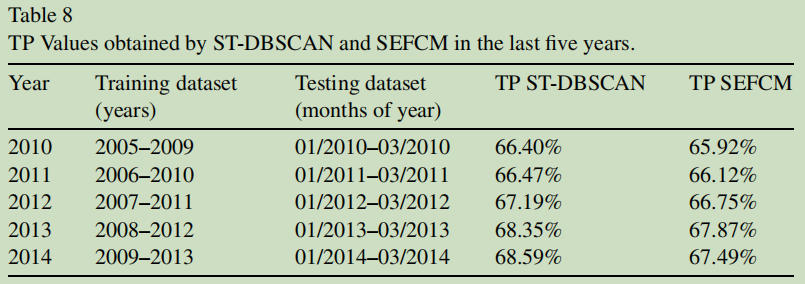 Table 8
TP Values obtained by ST-DBSCAN and SEFCM in the last five years.
Year Training dataset (years) Testing dataset (months of year) TP ST-DBSCAN TP SEFCM
2010 2005–2009 01/2010–03/2010 66.40% 65.92%
2011 2006–2010 01/2011–03/2011 66.47% 66.12%
2012 2007–2011 01/2012–03/2012 67.19% 66.75%
2013 2008–2012 01/2013–03/2013 68.35% 67.87%
2014 2009–2013 01/2014–03/2014 68.59% 67.49%